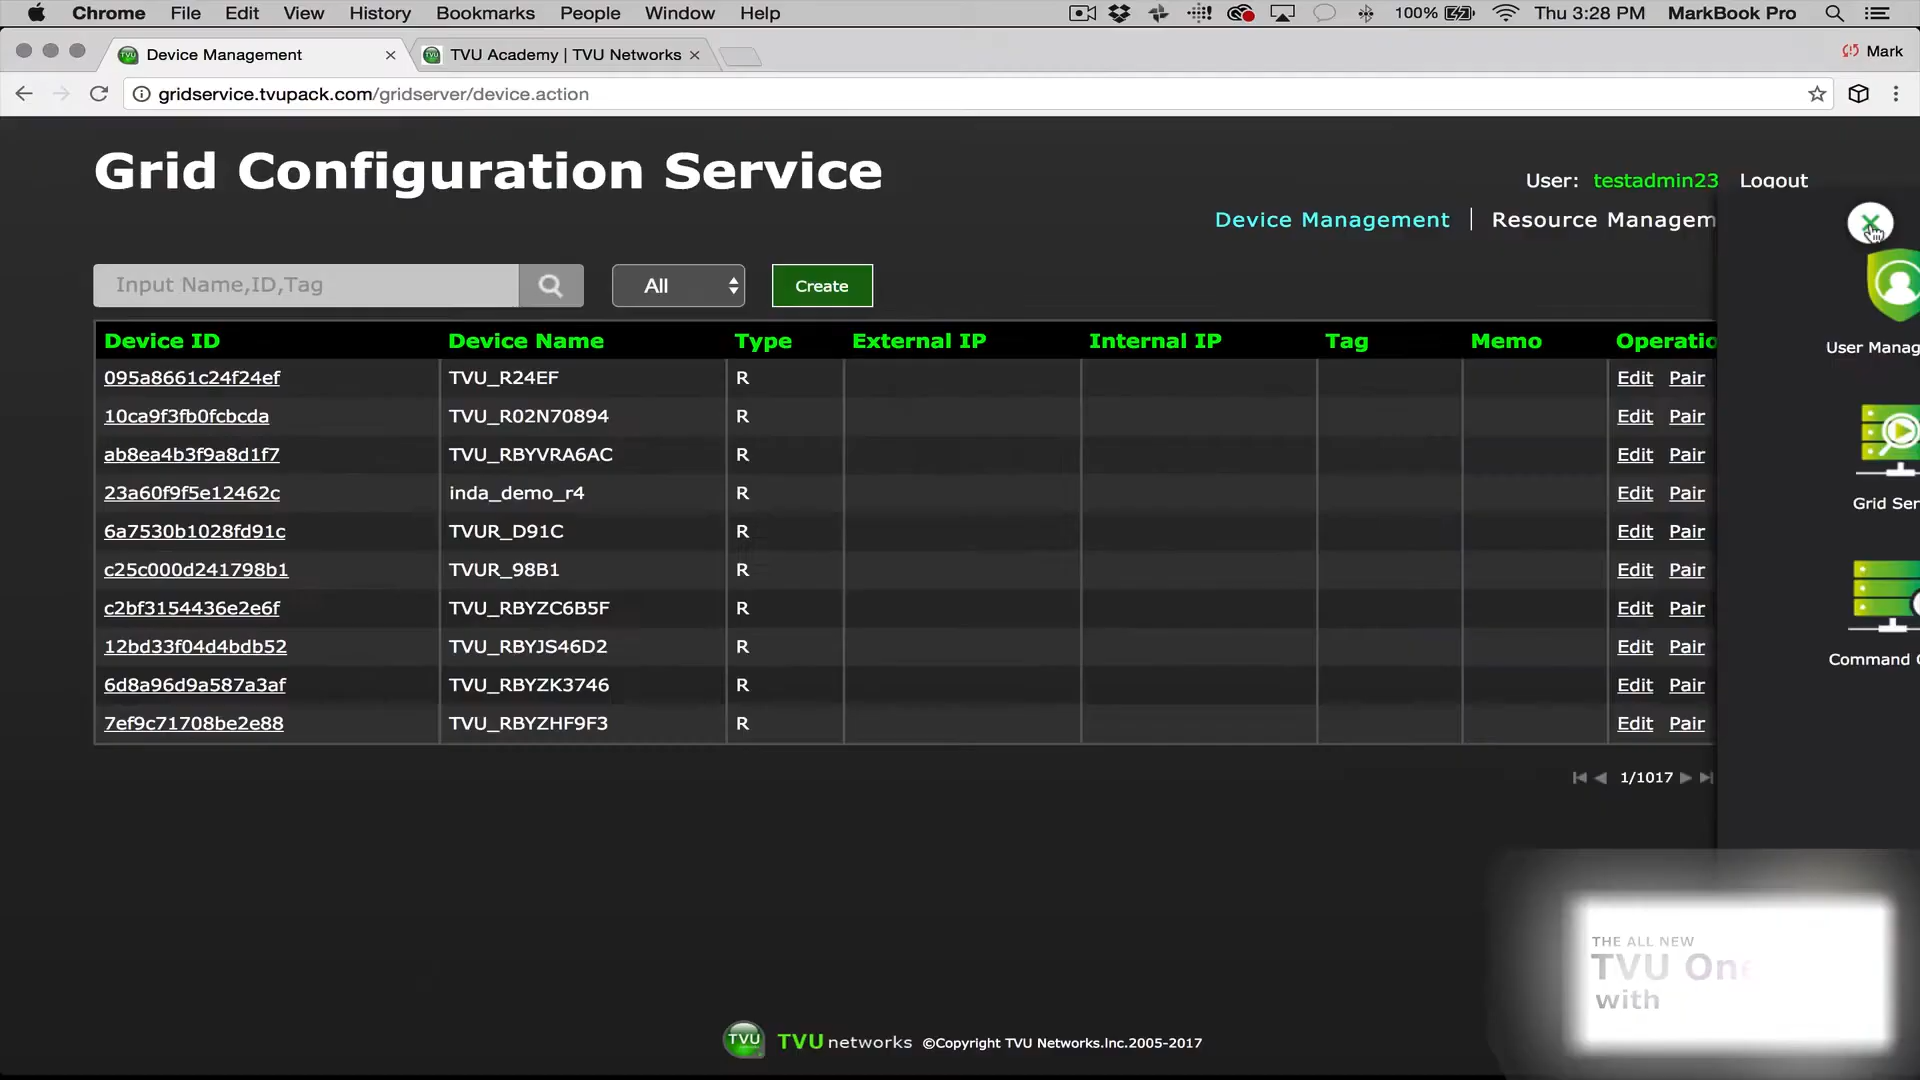 Chrome File Edit View History Bookmarks People Window Help 100% Thu 3:28 PM MarkBook Pro
Device Management TVU Academy | TVU Networks Mark
gridservice.tvupack.com/gridserver/device.action
Grid Configuration Service
User: testadmin23 Logout
Device Management | Resource Managem
Input Name,ID,Tag All Create
User Manag
Device ID Device Name Type External IP Internal IP Tag Memo Operatio
095a8661c24f24ef TVU_R24EF R Edit Pair
10ca9f3fb0fcbcda TVU_R02N70894 R Edit Pair
ab8ea4b3f9a8d1f7 TVU_RBYVRA6AC R Edit Pair
23a60f9f5e12462c inda_demo_r4 R Edit Pair
Grid Ser
6a7530b1028fd91c TVUR_D91C R Edit Pair
c25c000d241798b1 TVUR_98B1 R Edit Pair
c2bf3154436e2e6f TVU_RBYZC6B5F R Edit Pair
12bd33f04d4bdb52 TVU_RBYJS46D2 R Edit Pair
Command
6d8a96d9a587a3af TVU_RBYZK3746 R Edit Pair
7ef9c71708be2e88 TVU_RBYZHF9F3 R Edit Pair
1/1017
THE ALL NEW
TVU One
with
TVU TVU networks ©Copyright TVU Networks.Inc.2005-2017